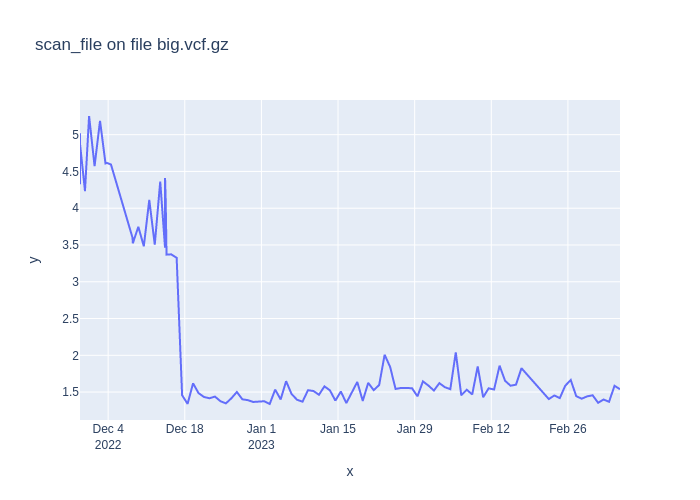 scan_file on file big.vcf.gz
5
4.5
4
3.5
3
2.5
2
1.5
y
Dec 4
2022
Dec 18
Jan 1
2023
Jan 15
Jan 29
Feb 12
Feb 26
x